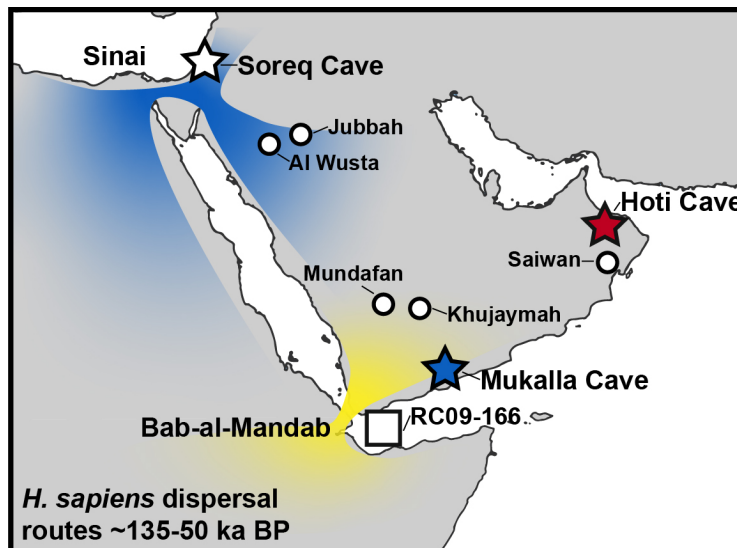 Sinai
Soreq Cave
Jubbah
Al Wusta
Hoti Cave
Saiwan
Mundafan
Khujaymah
Mukalla Cave
Bab-al-Mandab
RC09-166
H. sapiens dispersal
routes ~135-50 ka BP